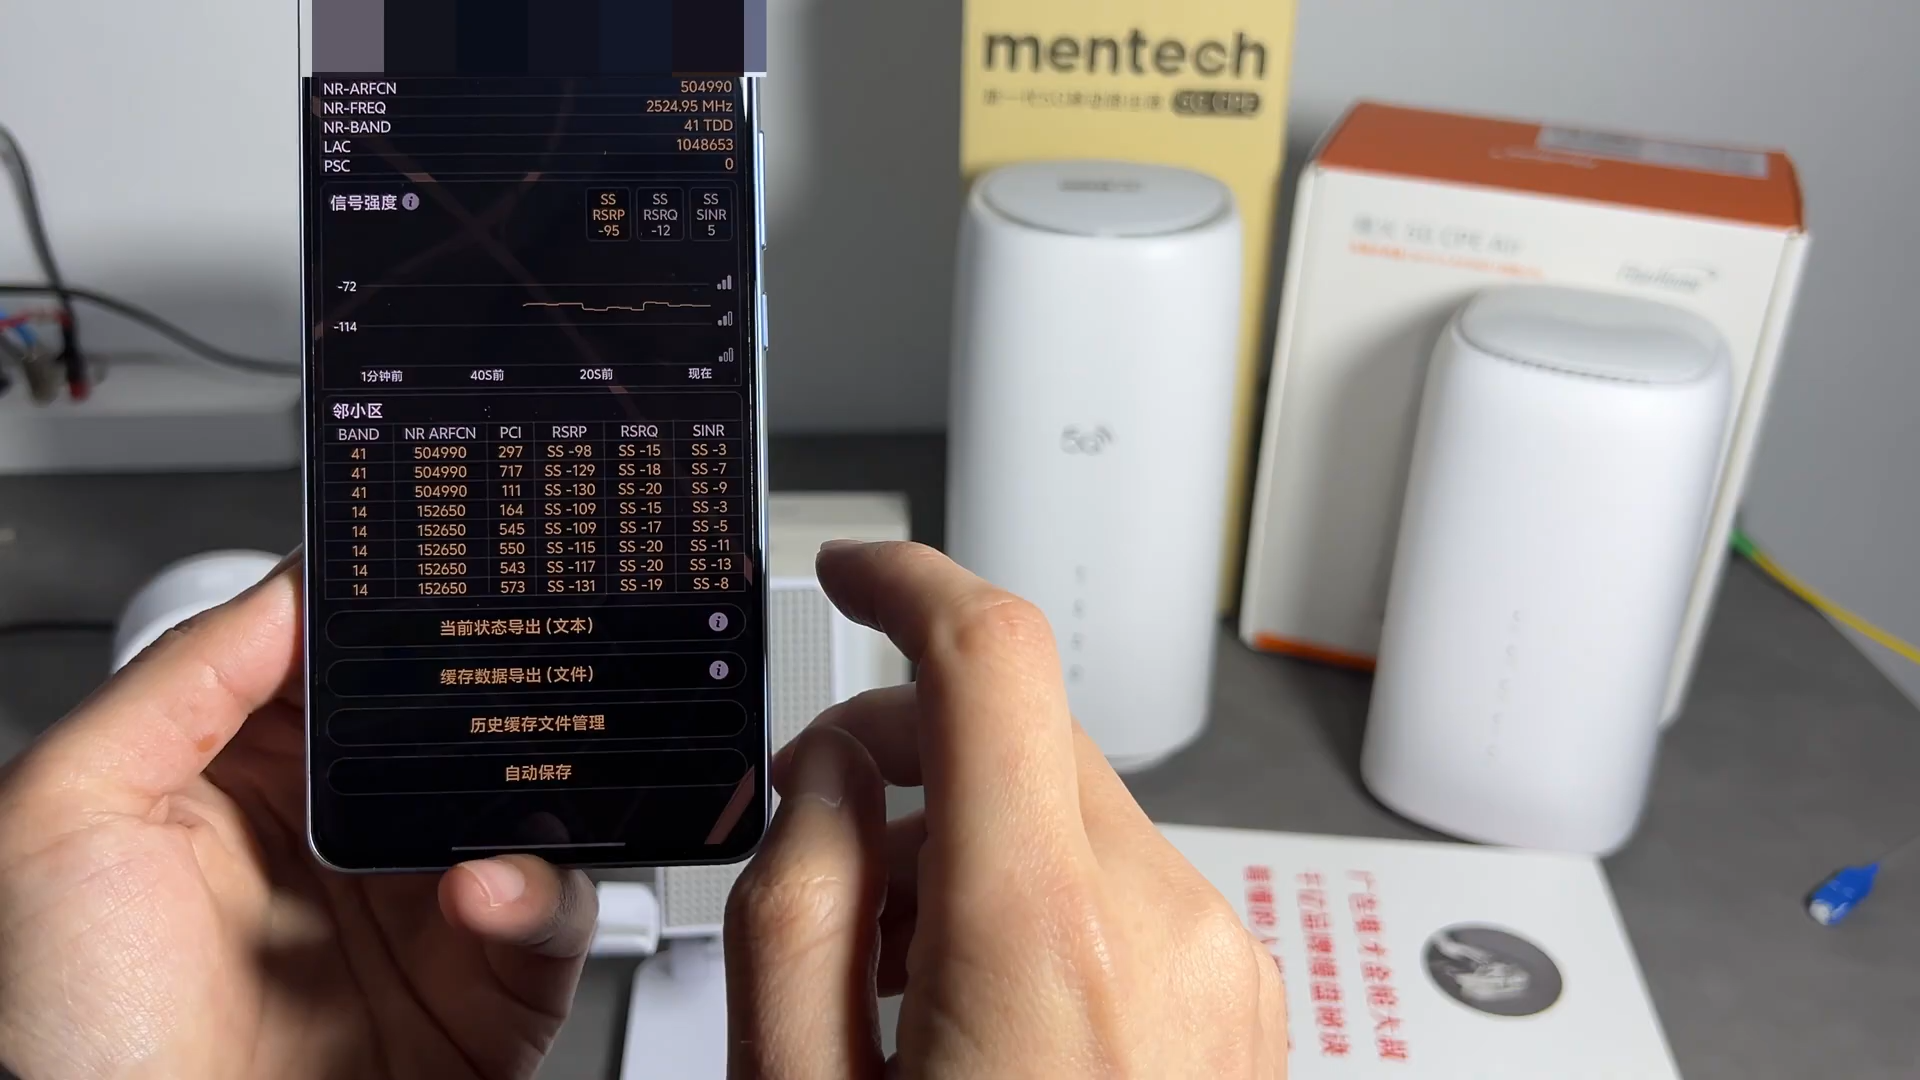 NR-ARFCN 504990
NR-FREQ 2524.95 MHz
NR-BAND 41 TDD
LAC 1048653
PSC 0
信号强度 i
SS RSRP -95
SS RSRQ -12
SS SINR 5
-72
-114
1分钟前 40S前 20S前 现在
邻小区
BAND NR ARFCN PCI RSRP RSRQ SINR
41 504990 297 SS -98 SS -15 SS -3
41 504990 717 SS -129 SS -18 SS -7
41 504990 111 SS -130 SS -20 SS -9
14 152650 164 SS -109 SS -15 SS -3
14 152650 545 SS -109 SS -17 SS -5
14 152650 550 SS -115 SS -20 SS -11
14 152650 543 SS -117 SS -20 SS -13
14 152650 573 SS -131 SS -19 SS -8
当前状态导出(文本) i
缓存数据导出(文件) i
历史缓存文件管理
自动保存
mentech
5G CPE
5G
5G CPE